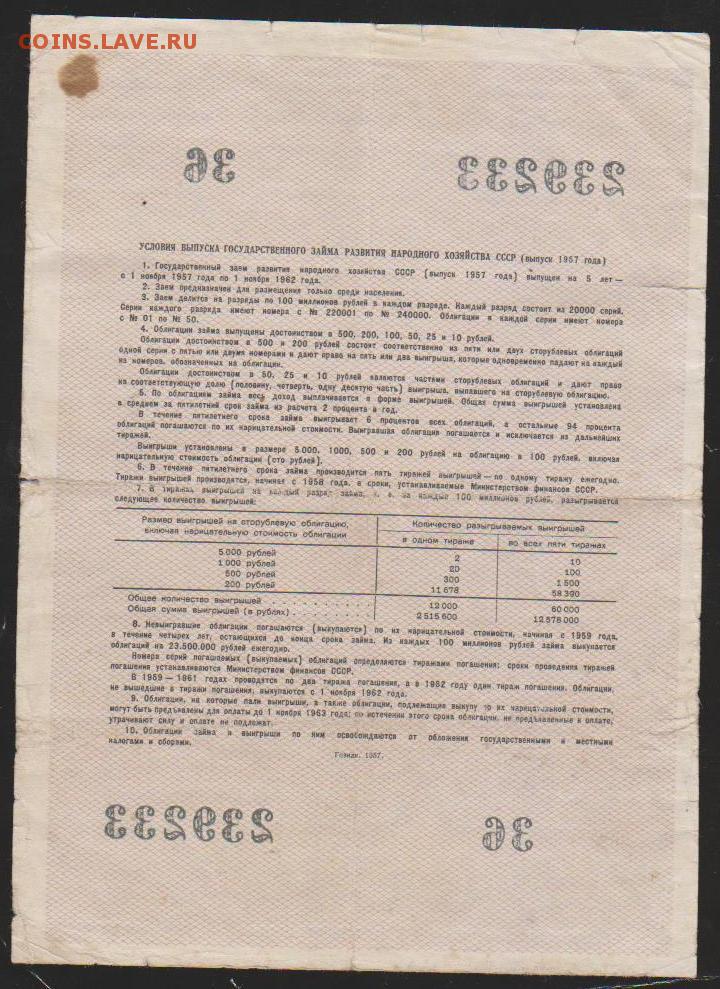 COINS.LAVE.RU
36 239233
УСЛОВИЯ ВЫПУСКА ГОСУДАРСТВЕННОГО ЗАЙМА РАЗВИТИЯ НАРОДНОГО ХОЗЯЙСТВА СССР (выпуск 1957 года)
1. Государственный заем развития народного хозяйства СССР (выпуск 1957 года) выпущен на 5 лет—
с 1 ноября 1957 года по 1 ноября 1962 года.
2. Заем предназначен для размещения только среди населения.
3. Заем делится на разряды по 100 миллионов рублей в каждом разряде. Каждый разряд состоит из 20000 серий.
Серии каждого разряда имеют номера с № 220001 по № 240000. Облигации в каждой серии имеют номера
с № 01 по № 50.
4. Облигации займа выпущены достоинством в 500, 200, 100, 50, 25 и 10 рублей.
Облигации достоинством в 500 и 200 рублей состоят соответственно из пяти или двух сторублевых облигаций
одной серии с пятью или двумя номерами и дают право на пять или два выигрыша, которые одновременно падают на каждый
из номеров, обозначенных на облигации.
Облигации достоинством в 50, 25 и 10 рублей являются частями сторублевых облигаций и дают право
на соответствующую долю (половину, четверть, одну десятую часть) выигрыша, выпавшего на сторублевую облигацию.
5. По облигациям займа весь доход выплачивается в форме выигрышей. Общая сумма выигрышей установлена
в среднем за пятилетний срок займа из расчета 2 процента в год.
В течение пятилетнего срока займа выигрывает 6 процентов всех облигаций, а остальные 94 процента
облигаций погашаются по их нарицательной стоимости. Выигравшая облигация погашается и исключается из дальнейших
тиражей.
Выигрыши установлены в размере 5.000, 1000, 500 и 200 рублей на облигацию в 100 рублей, включая
нарицательную стоимость облигации (сто рублей).
6. В течение пятилетнего срока займа производится пять тиражей выигрышей—по одному тиражу ежегодно.
Тиражи выигрышей производятся, начиная с 1958 года, в сроки, устанавливаемые Министерством финансов СССР.
7. В тиражах выигрышей на каждый разряд займа, т. е. на каждые 100 миллионов рублей, разыгрывается
следующее количество выигрышей:
Размер выигрышей на сторублевую облигацию, включая нарицательную стоимость облигации
Количество разыгрываемых выигрышей
в одном тираже во всех пяти тиражах
5.000 рублей 2 10
1 000 рублей 20 100
500 рублей 300 1 500
200 рублей 11 678 58 390
Общее количество выигрышей 12 000 60 000
Общая сумма выигрышей (в рублях) 2 515 600 12 578 000
8. Невыигравшие облигации погашаются (выкупаются) по их нарицательной стоимости, начиная с 1959 года,
в течение четырех лет, остающихся до конца срока займа. Из каждых 100 миллионов рублей займа выкупается
облигаций на 23.500.000 рублей ежегодно.
Номера серий погашаемых (выкупаемых) облигаций определяются тиражами погашения; сроки проведения тиражей
погашения устанавливаются Министерством финансов СССР.
В 1959—1961 годах проводятся по два тиража погашения, а в 1962 году один тираж погашения. Облигации,
не вышедшие в тиражи погашения, выкупаются с 1 ноября 1962 года.
9. Облигации, на которые пали выигрыши, а также облигации, подлежащие выкупу по их нарицательной стоимости,
могут быть предъявлены для оплаты до 1 ноября 1963 года; по истечении этого срока облигации, не предъявленные к оплате,
утрачивают силу и оплате не подлежат.
10. Облигации займа и выигрыши по ним освобождаются от обложения государственными и местными
налогами и сборами.
Гознак. 1957.
239233 36